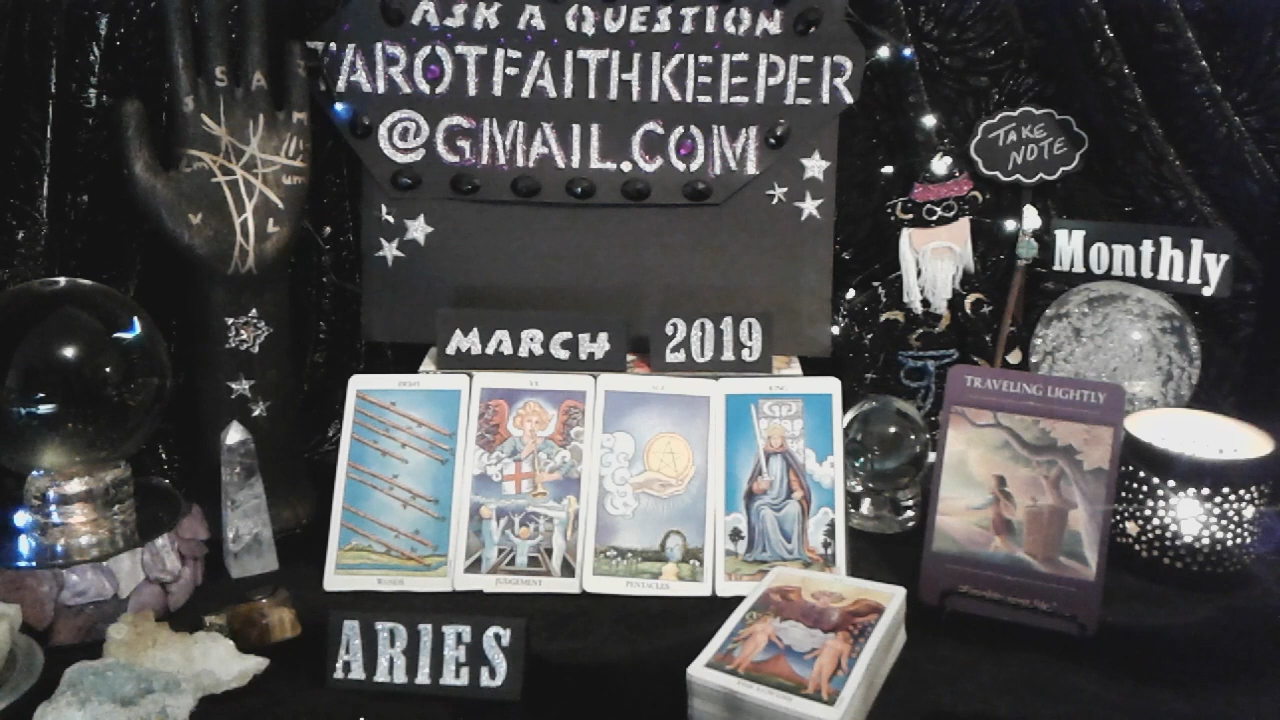 ASK A QUESTION
TAROTFAITHKEEPER
@GMAIL.COM
S A
TAKE
NOTE
Monthly
MARCH 2019
TRAVELING LIGHTLY
WANDS
JUDGEMENT
PENTACLES
ARIES